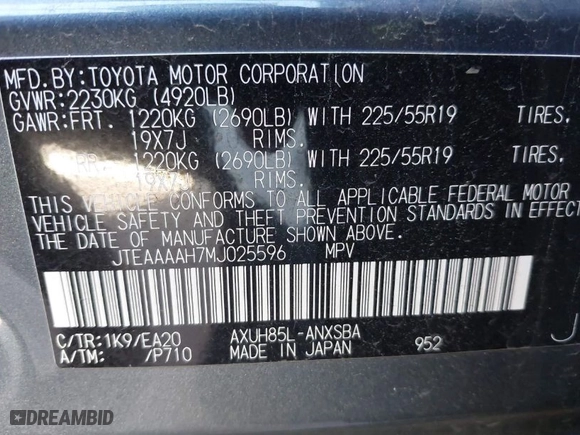 MFD.BY:TOYOTA MOTOR CORPORATION
GVWR:2230KG (4920LB)
GAWR:FRT. 1220KG (2690LB) WITH 225/55R19 TIRES.
19X7J RIMS.
RR. 1220KG (2690LB) WITH 225/55R19 TIRES.
19X7J RIMS.
THIS VEHICLE CONFORMS TO ALL APPLICABLE FEDERAL MOTOR
VEHICLE SAFETY AND THEFT PREVENTION STANDARDS IN EFFECT
THE DATE OF MANUFACTURE SHOWN ABOVE.
JTEAAAAH7MJ025596 MPV
C/TR:1K9/EA20 AXUH85L-ANXSBA
A/TM: /P710 MADE IN JAPAN 952
J
DREAMBID